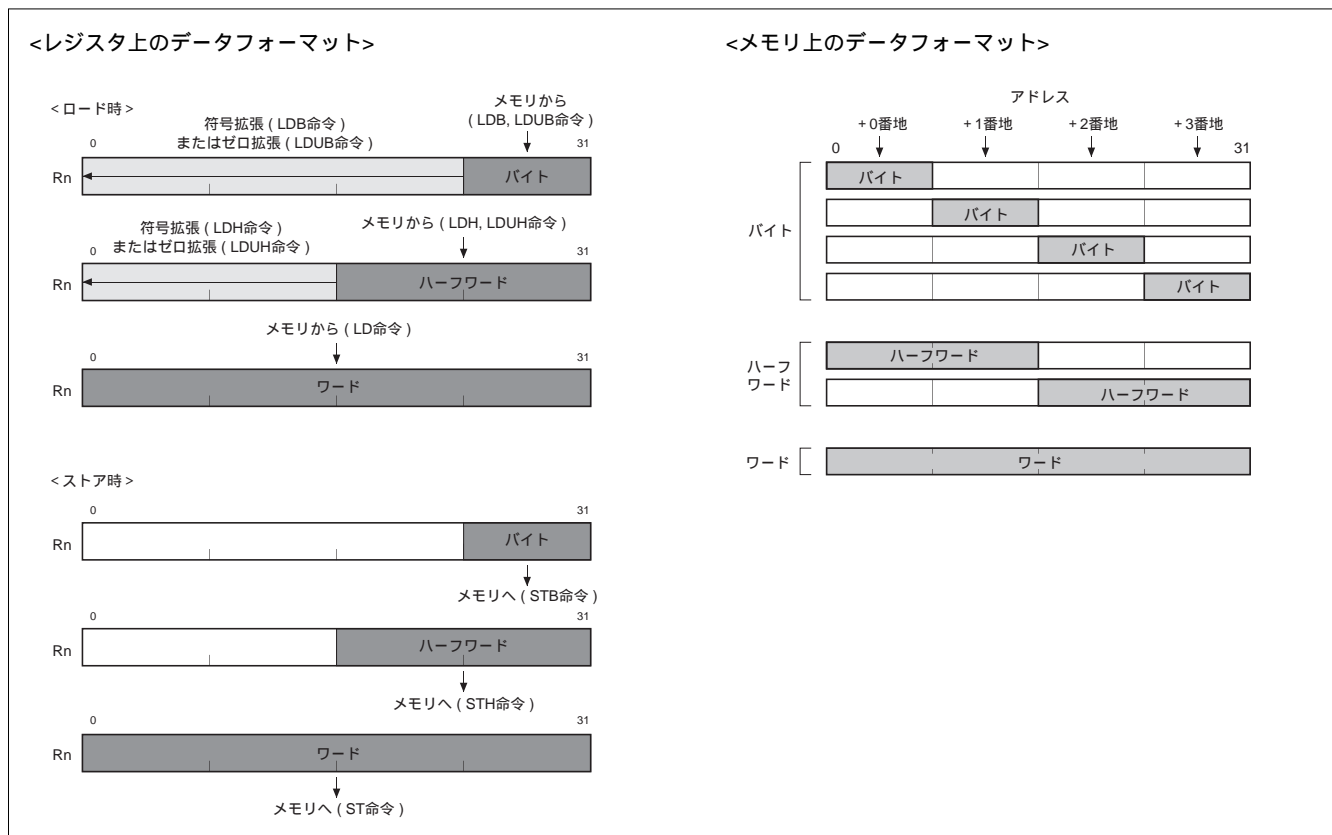 <レジスタ上のデータフォーマット>
<ロード時>
メモリから
(LDB, LDUB命令)
符号拡張(LDB命令)
0 またはゼロ拡張(LDUB命令) 31
Rn バイト
符号拡張(LDH命令)
メモリから(LDH, LDUH命令)
0 またはゼロ拡張(LDUH命令) 31
Rn ハーフワード
メモリから(LD命令)
0 31
Rn ワード
<ストア時>
0 31
Rn バイト
メモリへ(STB命令)
0 31
Rn ハーフワード
メモリへ(STH命令)
0 31
Rn ワード
メモリへ(ST命令)
<メモリ上のデータフォーマット>
アドレス
+0番地 +1番地 +2番地 +3番地
0 31
バイト
バイト
バイト
バイト
バイト
ハーフ
ワード
ハーフワード
ハーフワード
ワード ワード